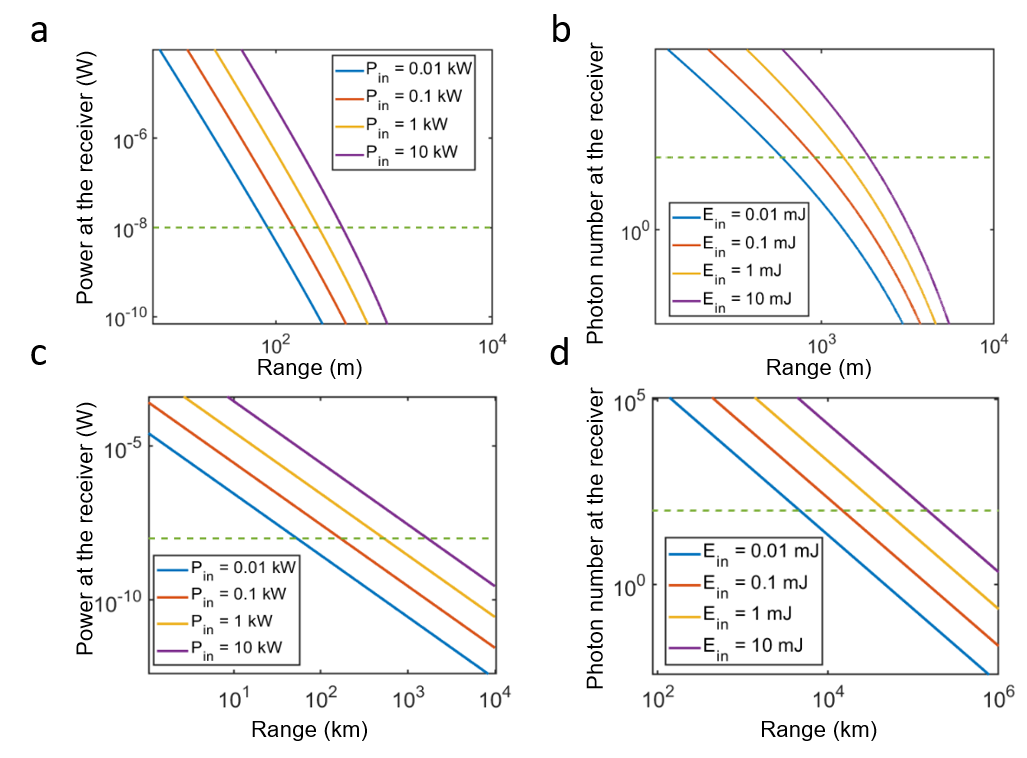 a
Power at the receiver (W)
10^-6
10^-8
10^-10
10^2
10^4
Range (m)
P_in = 0.01 kW
P_in = 0.1 kW
P_in = 1 kW
P_in = 10 kW
b
Photon number at the receiver
10^0
10^3
10^4
Range (m)
E_in = 0.01 mJ
E_in = 0.1 mJ
E_in = 1 mJ
E_in = 10 mJ
c
Power at the receiver (W)
10^-5
10^-10
10^1
10^2
10^3
10^4
Range (km)
P_in = 0.01 kW
P_in = 0.1 kW
P_in = 1 kW
P_in = 10 kW
d
Photon number at the receiver
10^5
10^0
10^2
10^4
10^6
Range (km)
E_in = 0.01 mJ
E_in = 0.1 mJ
E_in = 1 mJ
E_in = 10 mJ